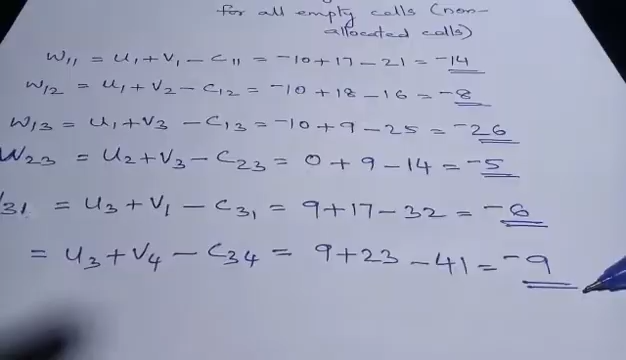 for all empty cells (non-
allocated cells)
W₁₁ = U₁ + V₁ - C₁₁ = -10 + 17 - 21 = -14
W₁₂ = U₁ + V₂ - C₁₂ = -10 + 18 - 16 = -8
W₁₃ = U₁ + V₃ - C₁₃ = -10 + 9 - 25 = -26
W₂₃ = U₂ + V₃ - C₂₃ = 0 + 9 - 14 = -5
₃₁ = U₃ + V₁ - C₃₁ = 9 + 17 - 32 = -6
= U₃ + V₄ - C₃₄ = 9 + 23 - 41 = -9